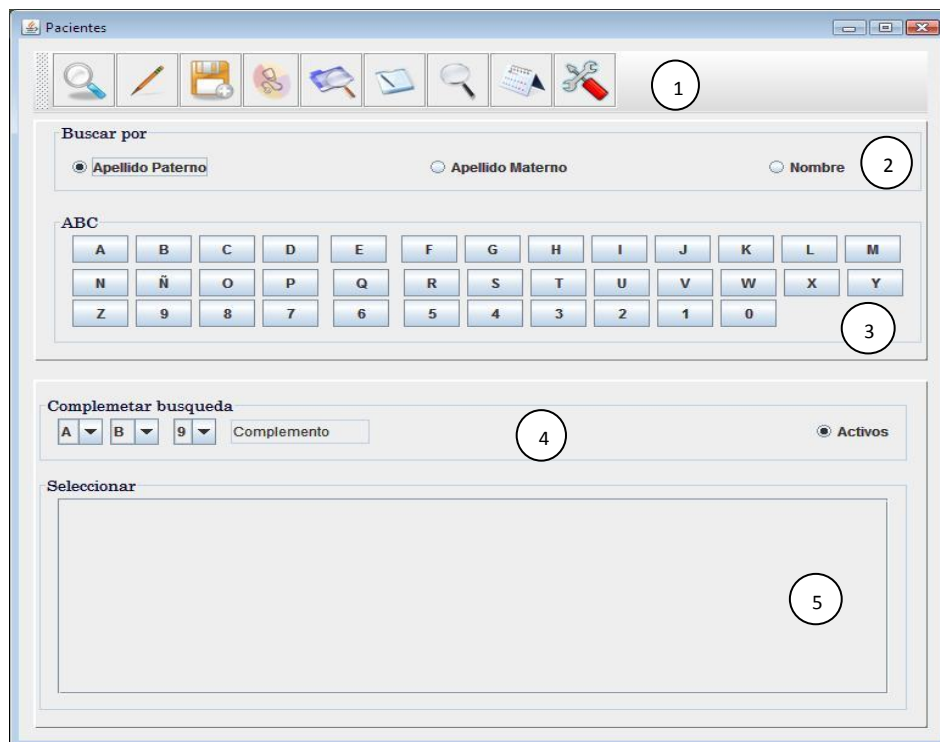 Pacientes
1
Buscar por
Apellido Paterno Apellido Materno Nombre 2
ABC
A B C D E F G H I J K L M
N Ñ O P Q R S T U V W X Y
Z 9 8 7 6 5 4 3 2 1 0
3
Complemetar busqueda
A B 9 Complemento 4 Activos
Seleccionar
5